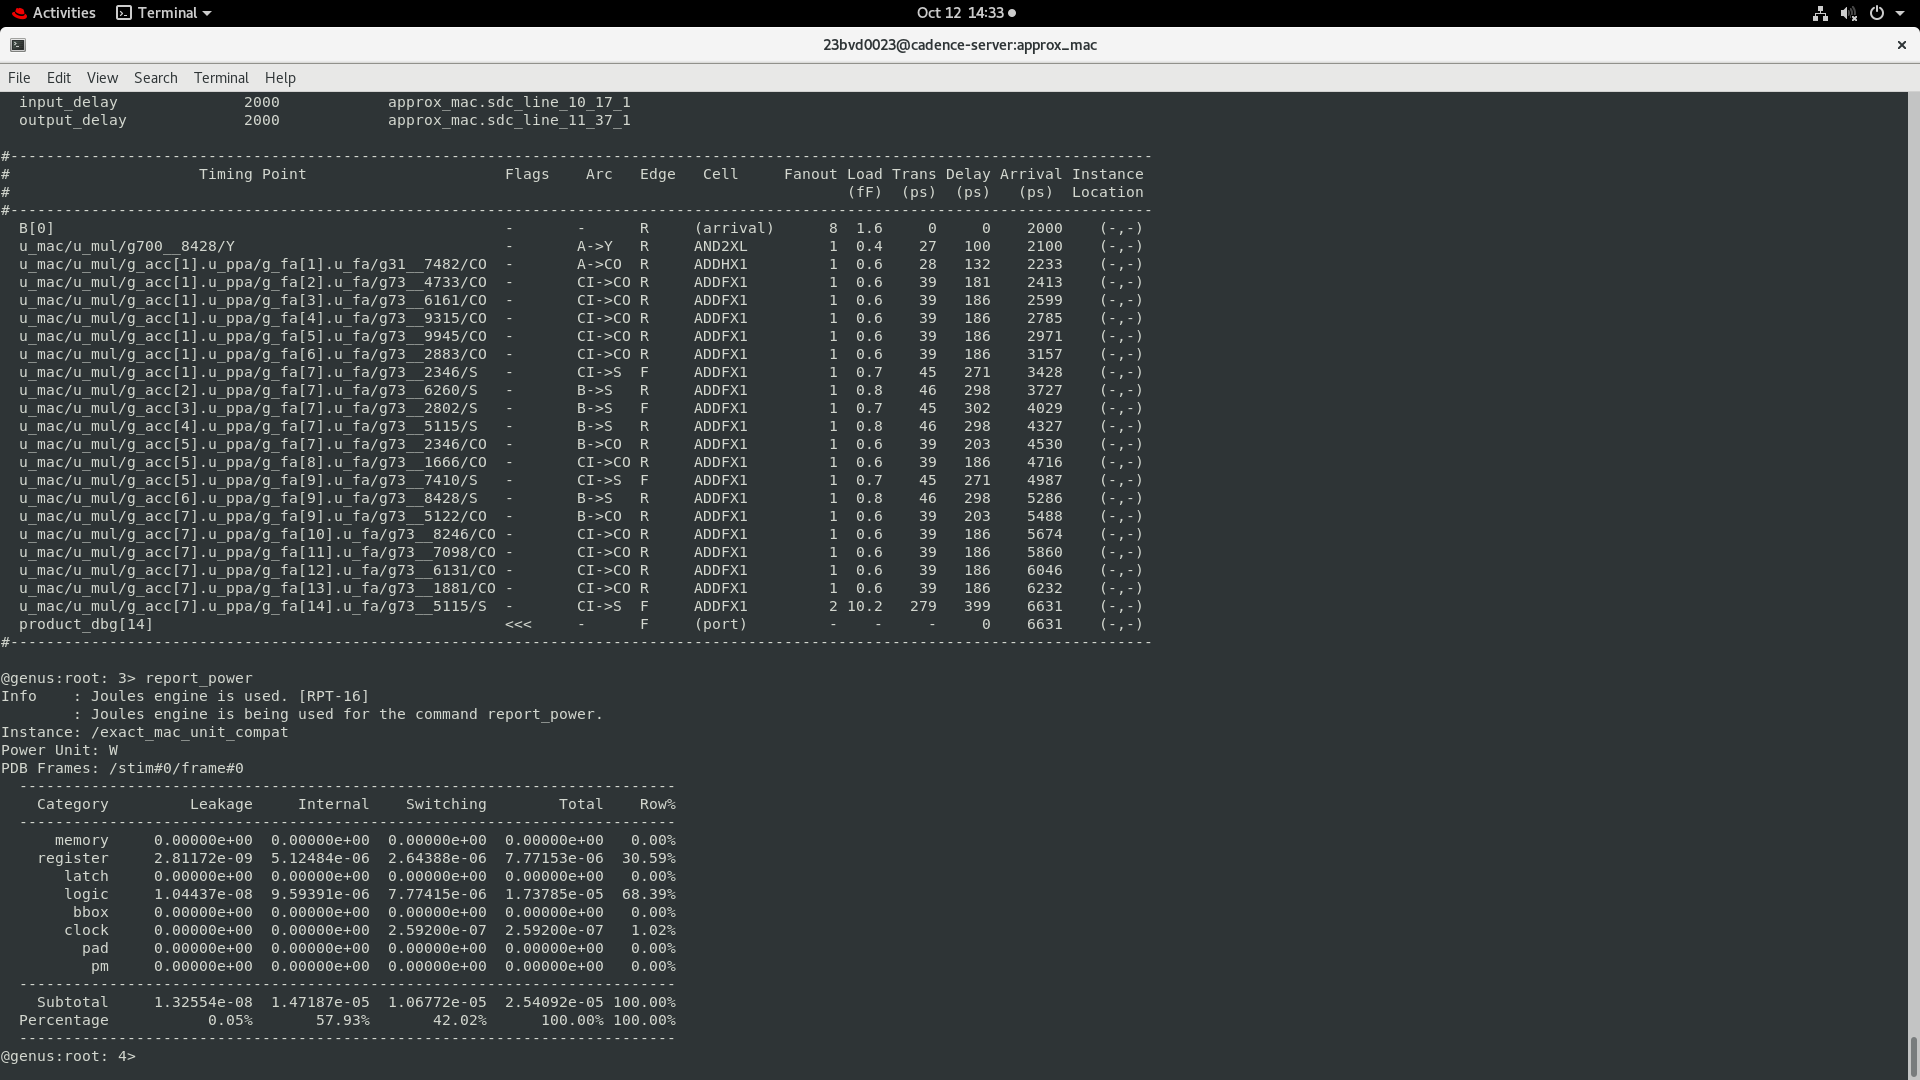 Activities Terminal Oct 12 14:33
23bvd0023@cadence-server:approx_mac ×
File Edit View Search Terminal Help
input_delay 2000 approx_mac.sdc_line_10_17_1
output_delay 2000 approx_mac.sdc_line_11_37_1
#-------------------------------------------------------------------------------------------------------------------------------
# Timing Point Flags Arc Edge Cell Fanout Load Trans Delay Arrival Instance
# (fF) (ps) (ps) (ps) Location
#-------------------------------------------------------------------------------------------------------------------------------
B[0] - - R (arrival) 8 1.6 0 0 2000 (-,-)
u_mac/u_mul/g700__8428/Y - A->Y R AND2XL 1 0.4 27 100 2100 (-,-)
u_mac/u_mul/g_acc[1].u_ppa/g_fa[1].u_fa/g31__7482/CO - A->CO R ADDHX1 1 0.6 28 132 2233 (-,-)
u_mac/u_mul/g_acc[1].u_ppa/g_fa[2].u_fa/g73__4733/CO - CI->CO R ADDFX1 1 0.6 39 181 2413 (-,-)
u_mac/u_mul/g_acc[1].u_ppa/g_fa[3].u_fa/g73__6161/CO - CI->CO R ADDFX1 1 0.6 39 186 2599 (-,-)
u_mac/u_mul/g_acc[1].u_ppa/g_fa[4].u_fa/g73__9315/CO - CI->CO R ADDFX1 1 0.6 39 186 2785 (-,-)
u_mac/u_mul/g_acc[1].u_ppa/g_fa[5].u_fa/g73__9945/CO - CI->CO R ADDFX1 1 0.6 39 186 2971 (-,-)
u_mac/u_mul/g_acc[1].u_ppa/g_fa[6].u_fa/g73__2883/CO - CI->CO R ADDFX1 1 0.6 39 186 3157 (-,-)
u_mac/u_mul/g_acc[1].u_ppa/g_fa[7].u_fa/g73__2346/S - CI->S F ADDFX1 1 0.7 45 271 3428 (-,-)
u_mac/u_mul/g_acc[2].u_ppa/g_fa[7].u_fa/g73__6260/S - B->S R ADDFX1 1 0.8 46 298 3727 (-,-)
u_mac/u_mul/g_acc[3].u_ppa/g_fa[7].u_fa/g73__2802/S - B->S F ADDFX1 1 0.7 45 302 4029 (-,-)
u_mac/u_mul/g_acc[4].u_ppa/g_fa[7].u_fa/g73__5115/S - B->S R ADDFX1 1 0.8 46 298 4327 (-,-)
u_mac/u_mul/g_acc[5].u_ppa/g_fa[7].u_fa/g73__2346/CO - B->CO R ADDFX1 1 0.6 39 203 4530 (-,-)
u_mac/u_mul/g_acc[5].u_ppa/g_fa[8].u_fa/g73__1666/CO - CI->CO R ADDFX1 1 0.6 39 186 4716 (-,-)
u_mac/u_mul/g_acc[5].u_ppa/g_fa[9].u_fa/g73__7410/S - CI->S F ADDFX1 1 0.7 45 271 4987 (-,-)
u_mac/u_mul/g_acc[6].u_ppa/g_fa[9].u_fa/g73__8428/S - B->S R ADDFX1 1 0.8 46 298 5286 (-,-)
u_mac/u_mul/g_acc[7].u_ppa/g_fa[9].u_fa/g73__5122/CO - B->CO R ADDFX1 1 0.6 39 203 5488 (-,-)
u_mac/u_mul/g_acc[7].u_ppa/g_fa[10].u_fa/g73__8246/CO - CI->CO R ADDFX1 1 0.6 39 186 5674 (-,-)
u_mac/u_mul/g_acc[7].u_ppa/g_fa[11].u_fa/g73__7098/CO - CI->CO R ADDFX1 1 0.6 39 186 5860 (-,-)
u_mac/u_mul/g_acc[7].u_ppa/g_fa[12].u_fa/g73__6131/CO - CI->CO R ADDFX1 1 0.6 39 186 6046 (-,-)
u_mac/u_mul/g_acc[7].u_ppa/g_fa[13].u_fa/g73__1881/CO - CI->CO R ADDFX1 1 0.6 39 186 6232 (-,-)
u_mac/u_mul/g_acc[7].u_ppa/g_fa[14].u_fa/g73__5115/S - CI->S F ADDFX1 2 10.2 279 399 6631 (-,-)
product_dbg[14] <<< - F (port) - - - 0 6631 (-,-)
#-------------------------------------------------------------------------------------------------------------------------------
@genus:root: 3> report_power
Info : Joules engine is used. [RPT-16]
: Joules engine is being used for the command report_power.
Instance: /exact_mac_unit_compat
Power Unit: W
PDB Frames: /stim#0/frame#0
-------------------------------------------------------------------------
Category Leakage Internal Switching Total Row%
-------------------------------------------------------------------------
memory 0.00000e+00 0.00000e+00 0.00000e+00 0.00000e+00 0.00%
register 2.81172e-09 5.12484e-06 2.64388e-06 7.77153e-06 30.59%
latch 0.00000e+00 0.00000e+00 0.00000e+00 0.00000e+00 0.00%
logic 1.04437e-08 9.59391e-06 7.77415e-06 1.73785e-05 68.39%
bbox 0.00000e+00 0.00000e+00 0.00000e+00 0.00000e+00 0.00%
clock 0.00000e+00 0.00000e+00 2.59200e-07 2.59200e-07 1.02%
pad 0.00000e+00 0.00000e+00 0.00000e+00 0.00000e+00 0.00%
pm 0.00000e+00 0.00000e+00 0.00000e+00 0.00000e+00 0.00%
-------------------------------------------------------------------------
Subtotal 1.32554e-08 1.47187e-05 1.06772e-05 2.54092e-05 100.00%
Percentage 0.05% 57.93% 42.02% 100.00% 100.00%
-------------------------------------------------------------------------
@genus:root: 4>